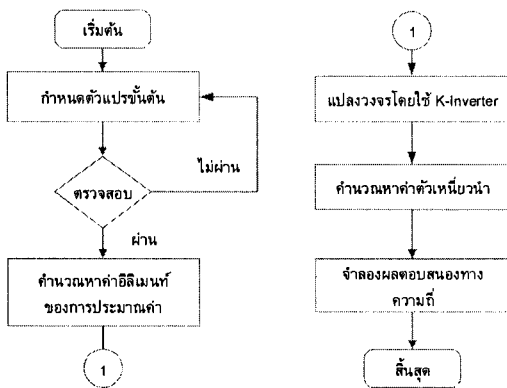 เริ่มต้น
กำหนดตัวแปรขั้นต้น
ไม่ผ่าน
ตรวจสอบ
ผ่าน
คำนวณหาค่าอิลิเมนท์
ของการประมาณค่า
1
1
แปลงวงจรโดยใช้ K-Inverter
คำนวณหาค่าตัวเหนี่ยวนำ
จำลองผลตอบสนองทาง
ความถี่
สิ้นสุด